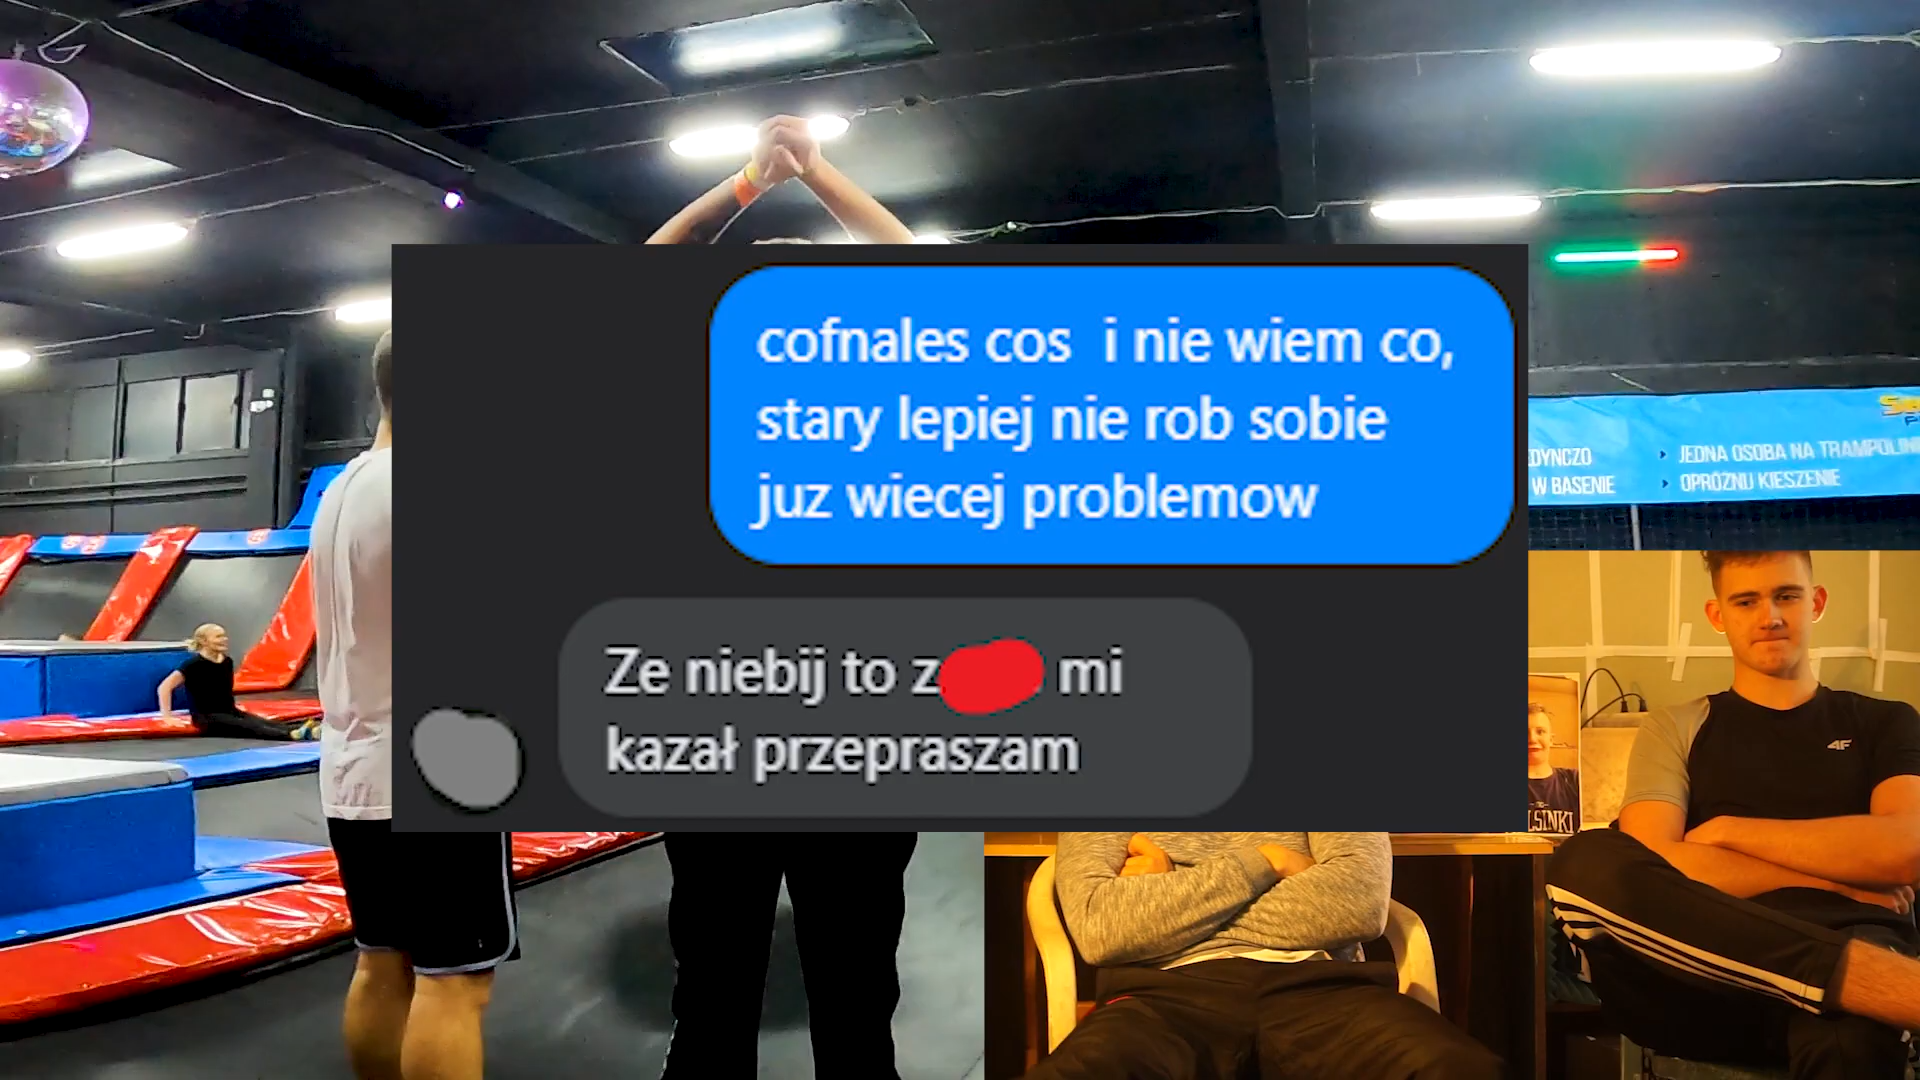 cofnales cos i nie wiem co,
stary lepiej nie rob sobie
juz wiecej problemow
Ze niebij to z mi
kazał przepraszam
JEDNA OSOBA NA
W BASENIE
OPRÓŻNIJ KIESZENIE
4F